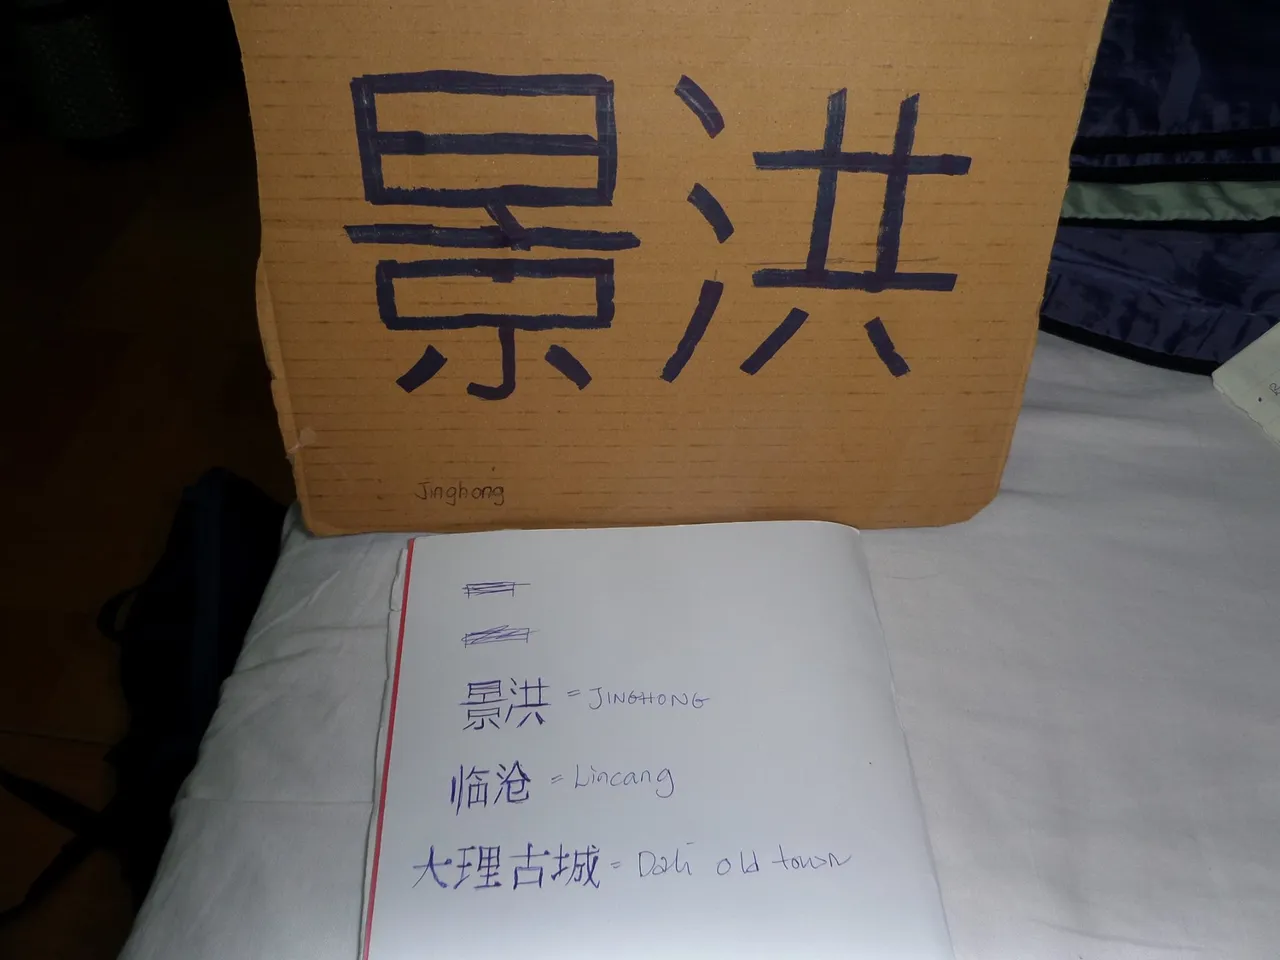 景洪
Jinghong
景洪 = JINGHONG
临沧 = Lincang
大理古城 = Dali old town